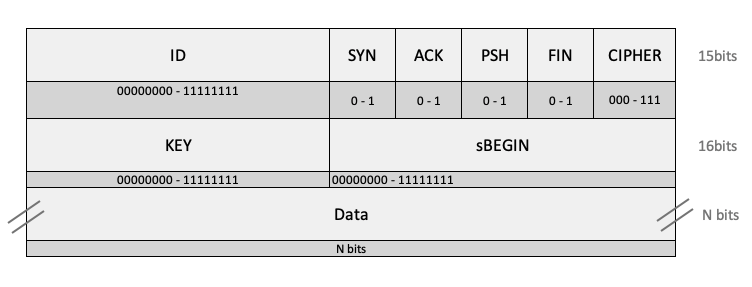 ID SYN ACK PSH FIN CIPHER 15bits
00000000 - 11111111 0 - 1 0 - 1 0 - 1 0 - 1 000 - 111
KEY sBEGIN 16bits
00000000 - 11111111 00000000 - 11111111
Data N bits
N bits